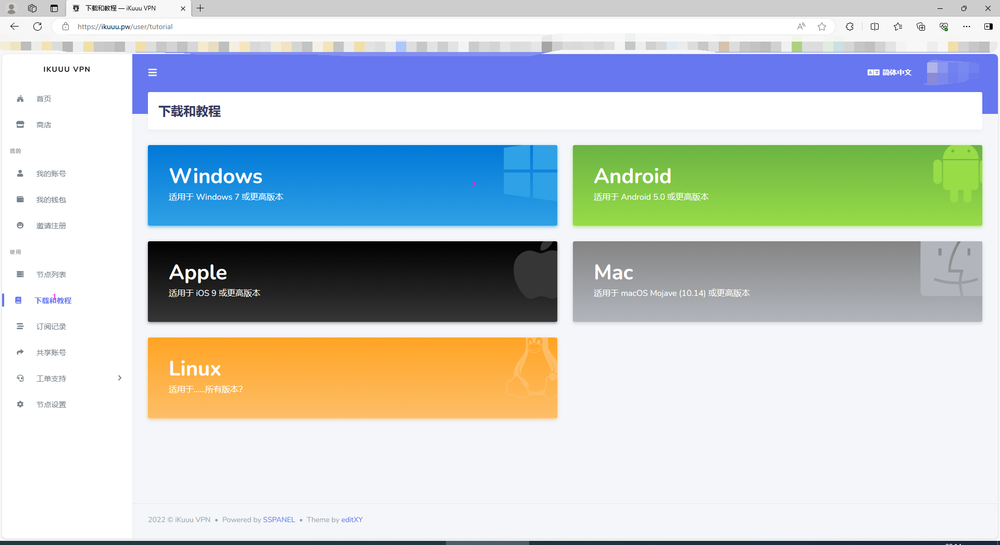 下载和教程 — iKuuu VPN
https://ikuuu.pw/user/tutorial
IKUUU VPN
简体中文
首页
商店
我的
我的账号
我的钱包
邀请注册
使用
节点列表
1
下载和教程
订阅记录
共享账号
工单支持
节点设置
下载和教程
Windows
2
适用于 Windows 7 或更高版本
Android
适用于 Android 5.0 或更高版本
Apple
适用于 iOS 9 或更高版本
Mac
适用于 macOS Mojave (10.14) 或更高版本
Linux
适用于......所有版本?
2022 © iKuuu VPN • Powered by SSPANEL • Theme by editXY